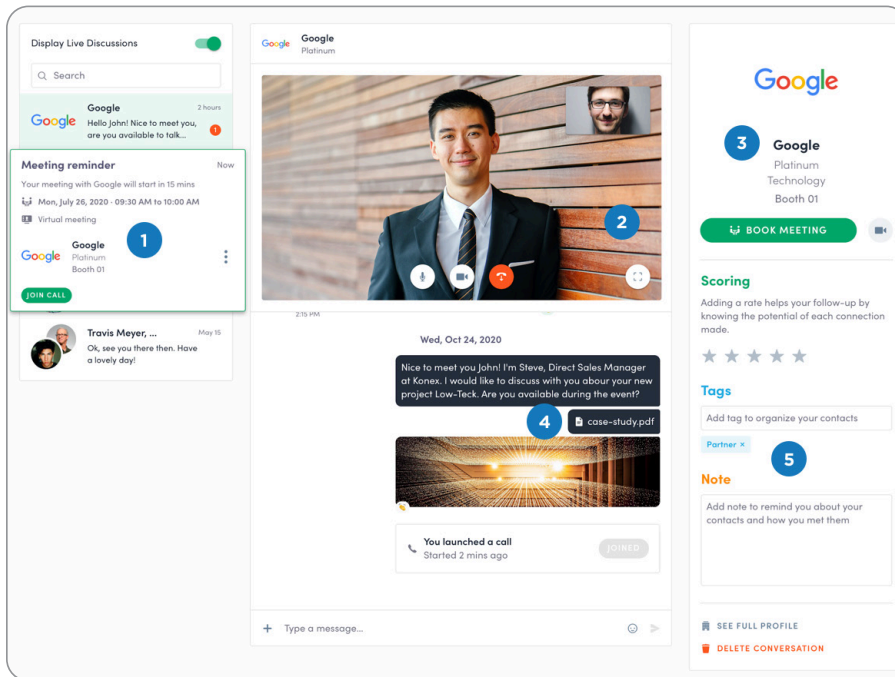 Display Live Discussions
Search
Google
Google
2 hours
Hello John! Nice to meet you,
are you available to talk...
1
Meeting reminder
Now
Your meeting with Google will start in 15 mins
Mon, July 26, 2020 · 09:30 AM to 10:00 AM
Virtual meeting
1
Google
Google
Platinum
Booth 01
JOIN CALL
Travis Meyer, ...
May 15
Ok, see you there then. Have
a lovely day!
Google
Google
Platinum
2
2:15 PM
Wed, Oct 24, 2020
Nice to meet you John! I'm Steve, Direct Sales Manager
at Konex. I would like to discuss with you abour your new
project Low-Teck. Are you available during the event?
4
case-study.pdf
You launched a call
Started 2 mins ago
JOINED
Type a message...
Google
3
Google
Platinum
Technology
Booth 01
BOOK MEETING
Scoring
Adding a rate helps your follow-up by
knowing the potential of each connection
made.
Tags
Add tag to organize your contacts
Partner ×
5
Note
Add note to remind you about your
contacts and how you met them
SEE FULL PROFILE
DELETE CONVERSATION